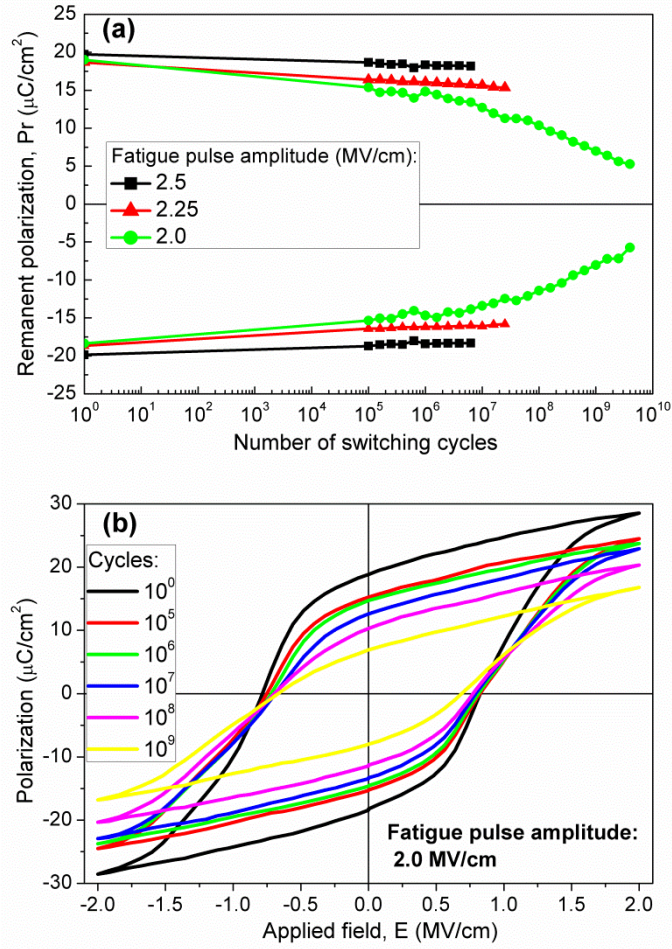 (a)
25
20
15
10
5
0
-5
-10
-15
-20
-25
Remanent polarization, Pr (μC/cm²)
Fatigue pulse amplitude (MV/cm):
2.5
2.25
2.0
10⁰ 10¹ 10² 10³ 10⁴ 10⁵ 10⁶ 10⁷ 10⁸ 10⁹ 10¹⁰
Number of switching cycles
(b)
30
20
10
0
-10
-20
-30
Polarization (μC/cm²)
Cycles:
10⁰
10⁵
10⁶
10⁷
10⁸
10⁹
Fatigue pulse amplitude:
2.0 MV/cm
-2.0 -1.5 -1.0 -0.5 0.0 0.5 1.0 1.5 2.0
Applied field, E (MV/cm)